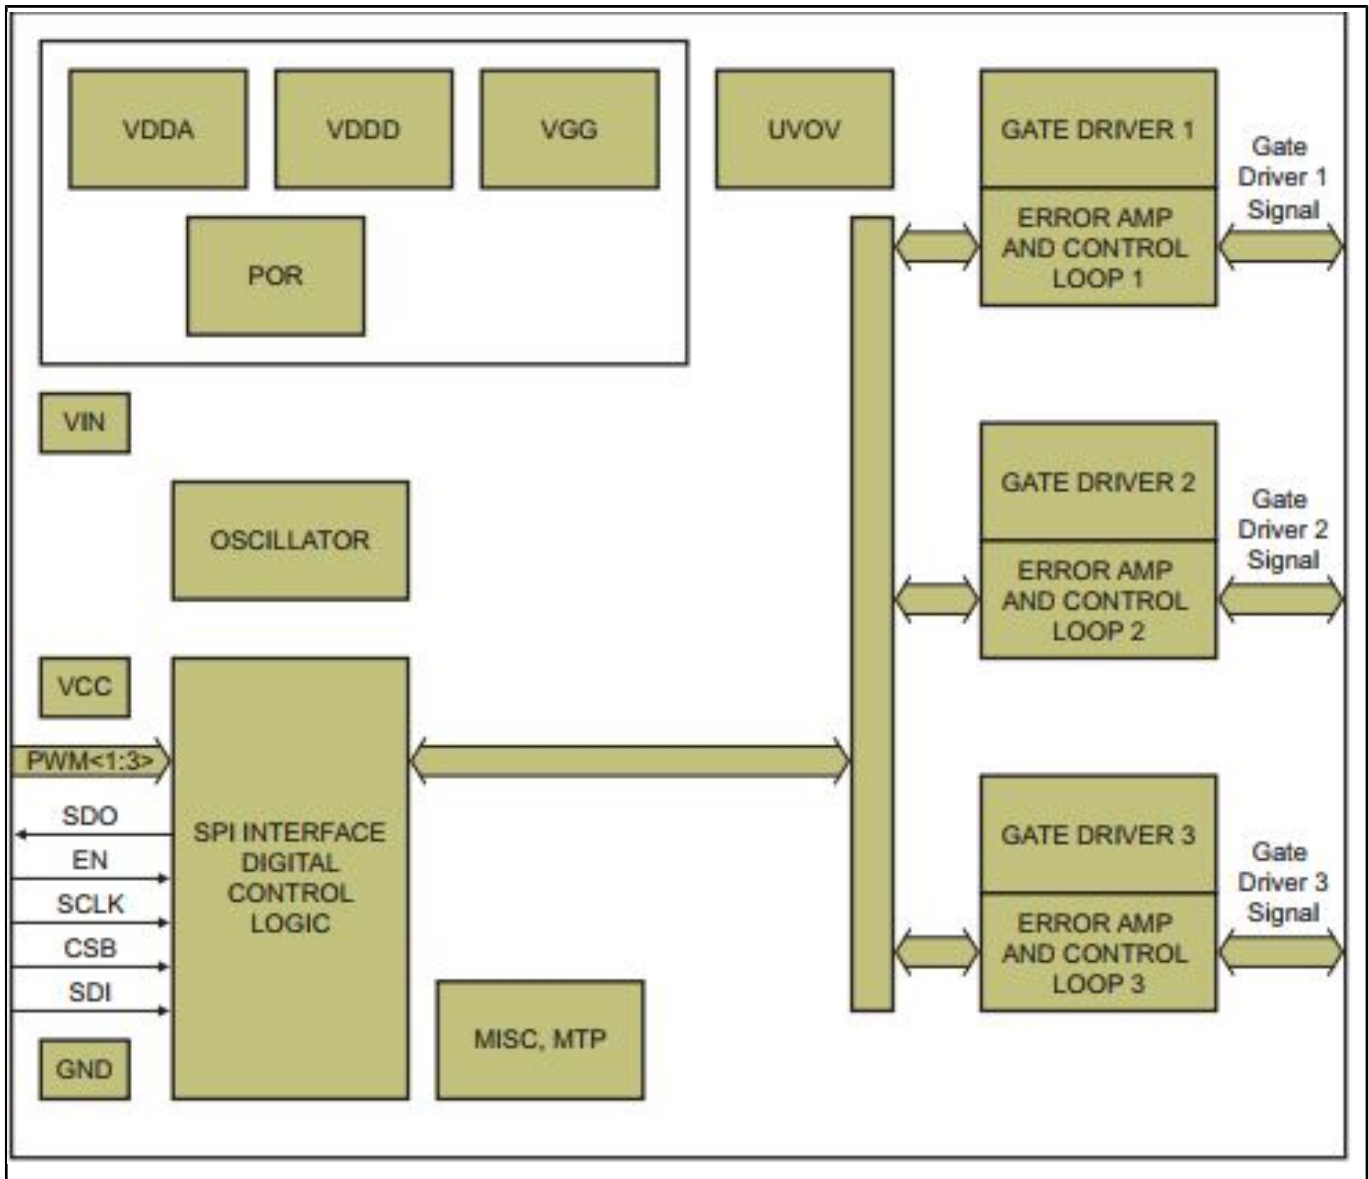 VDDA
VDDD
VGG
UVOV
POR
VIN
OSCILLATOR
VCC
PWM<1:3>
SDO
EN
SCLK
CSB
SDI
GND
SPI INTERFACE
DIGITAL
CONTROL
LOGIC
MISC, MTP
GATE DRIVER 1
ERROR AMP
AND CONTROL
LOOP 1
Gate
Driver 1
Signal
GATE DRIVER 2
ERROR AMP
AND CONTROL
LOOP 2
Gate
Driver 2
Signal
GATE DRIVER 3
ERROR AMP
AND CONTROL
LOOP 3
Gate
Driver 3
Signal